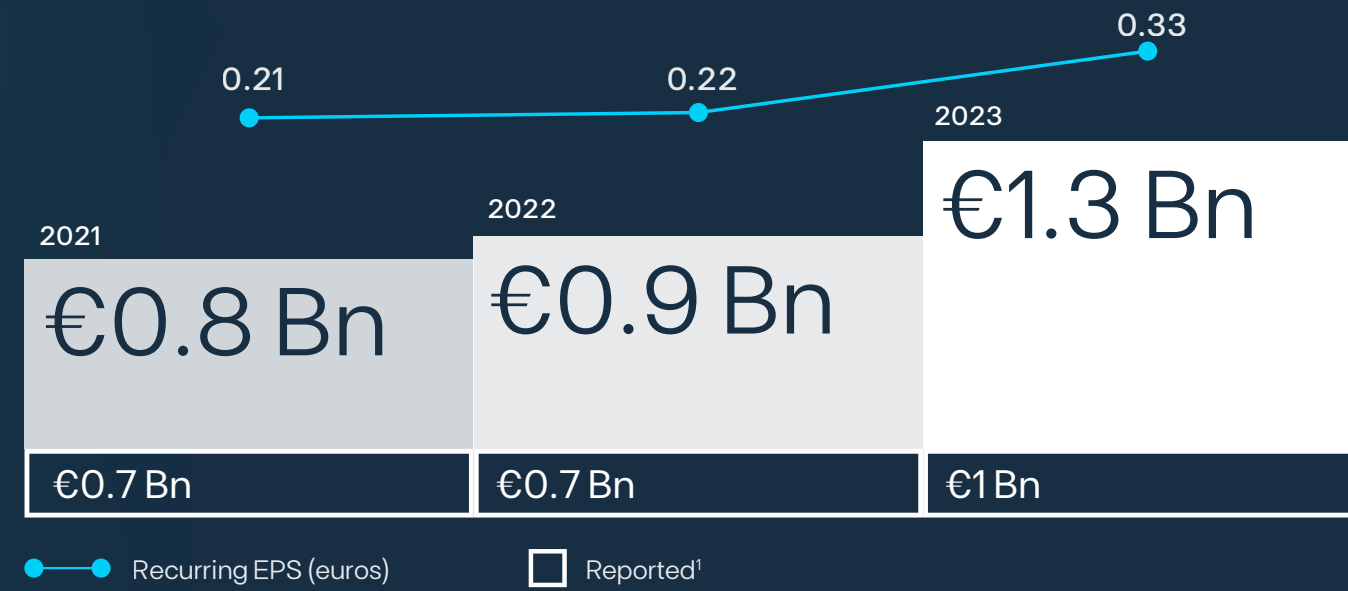 0.21
0.22
0.33
2021
2022
2023
€0.8 Bn
€0.9 Bn
€1.3 Bn
€0.7 Bn
€0.7 Bn
€1 Bn
Recurring EPS (euros)
Reported¹